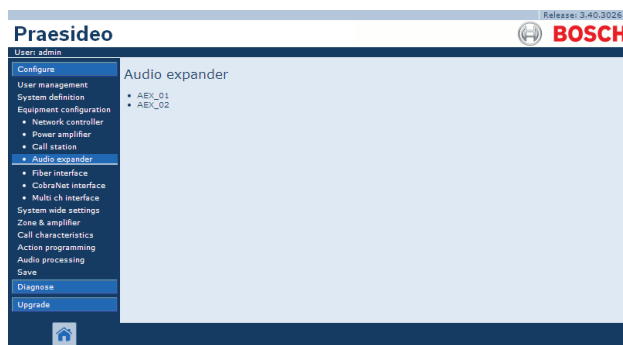 Release: 3.40.3026
Praesideo
BOSCH
User: admin
Configure
User management
System definition
Equipment configuration
• Network controller
• Power amplifier
• Call station
• Audio expander
• Fiber interface
• CobraNet interface
• Multi ch interface
System wide settings
Zone & amplifier
Call characteristics
Action programming
Audio processing
Save
Diagnose
Upgrade
Audio expander
• AEX_01
• AEX_02